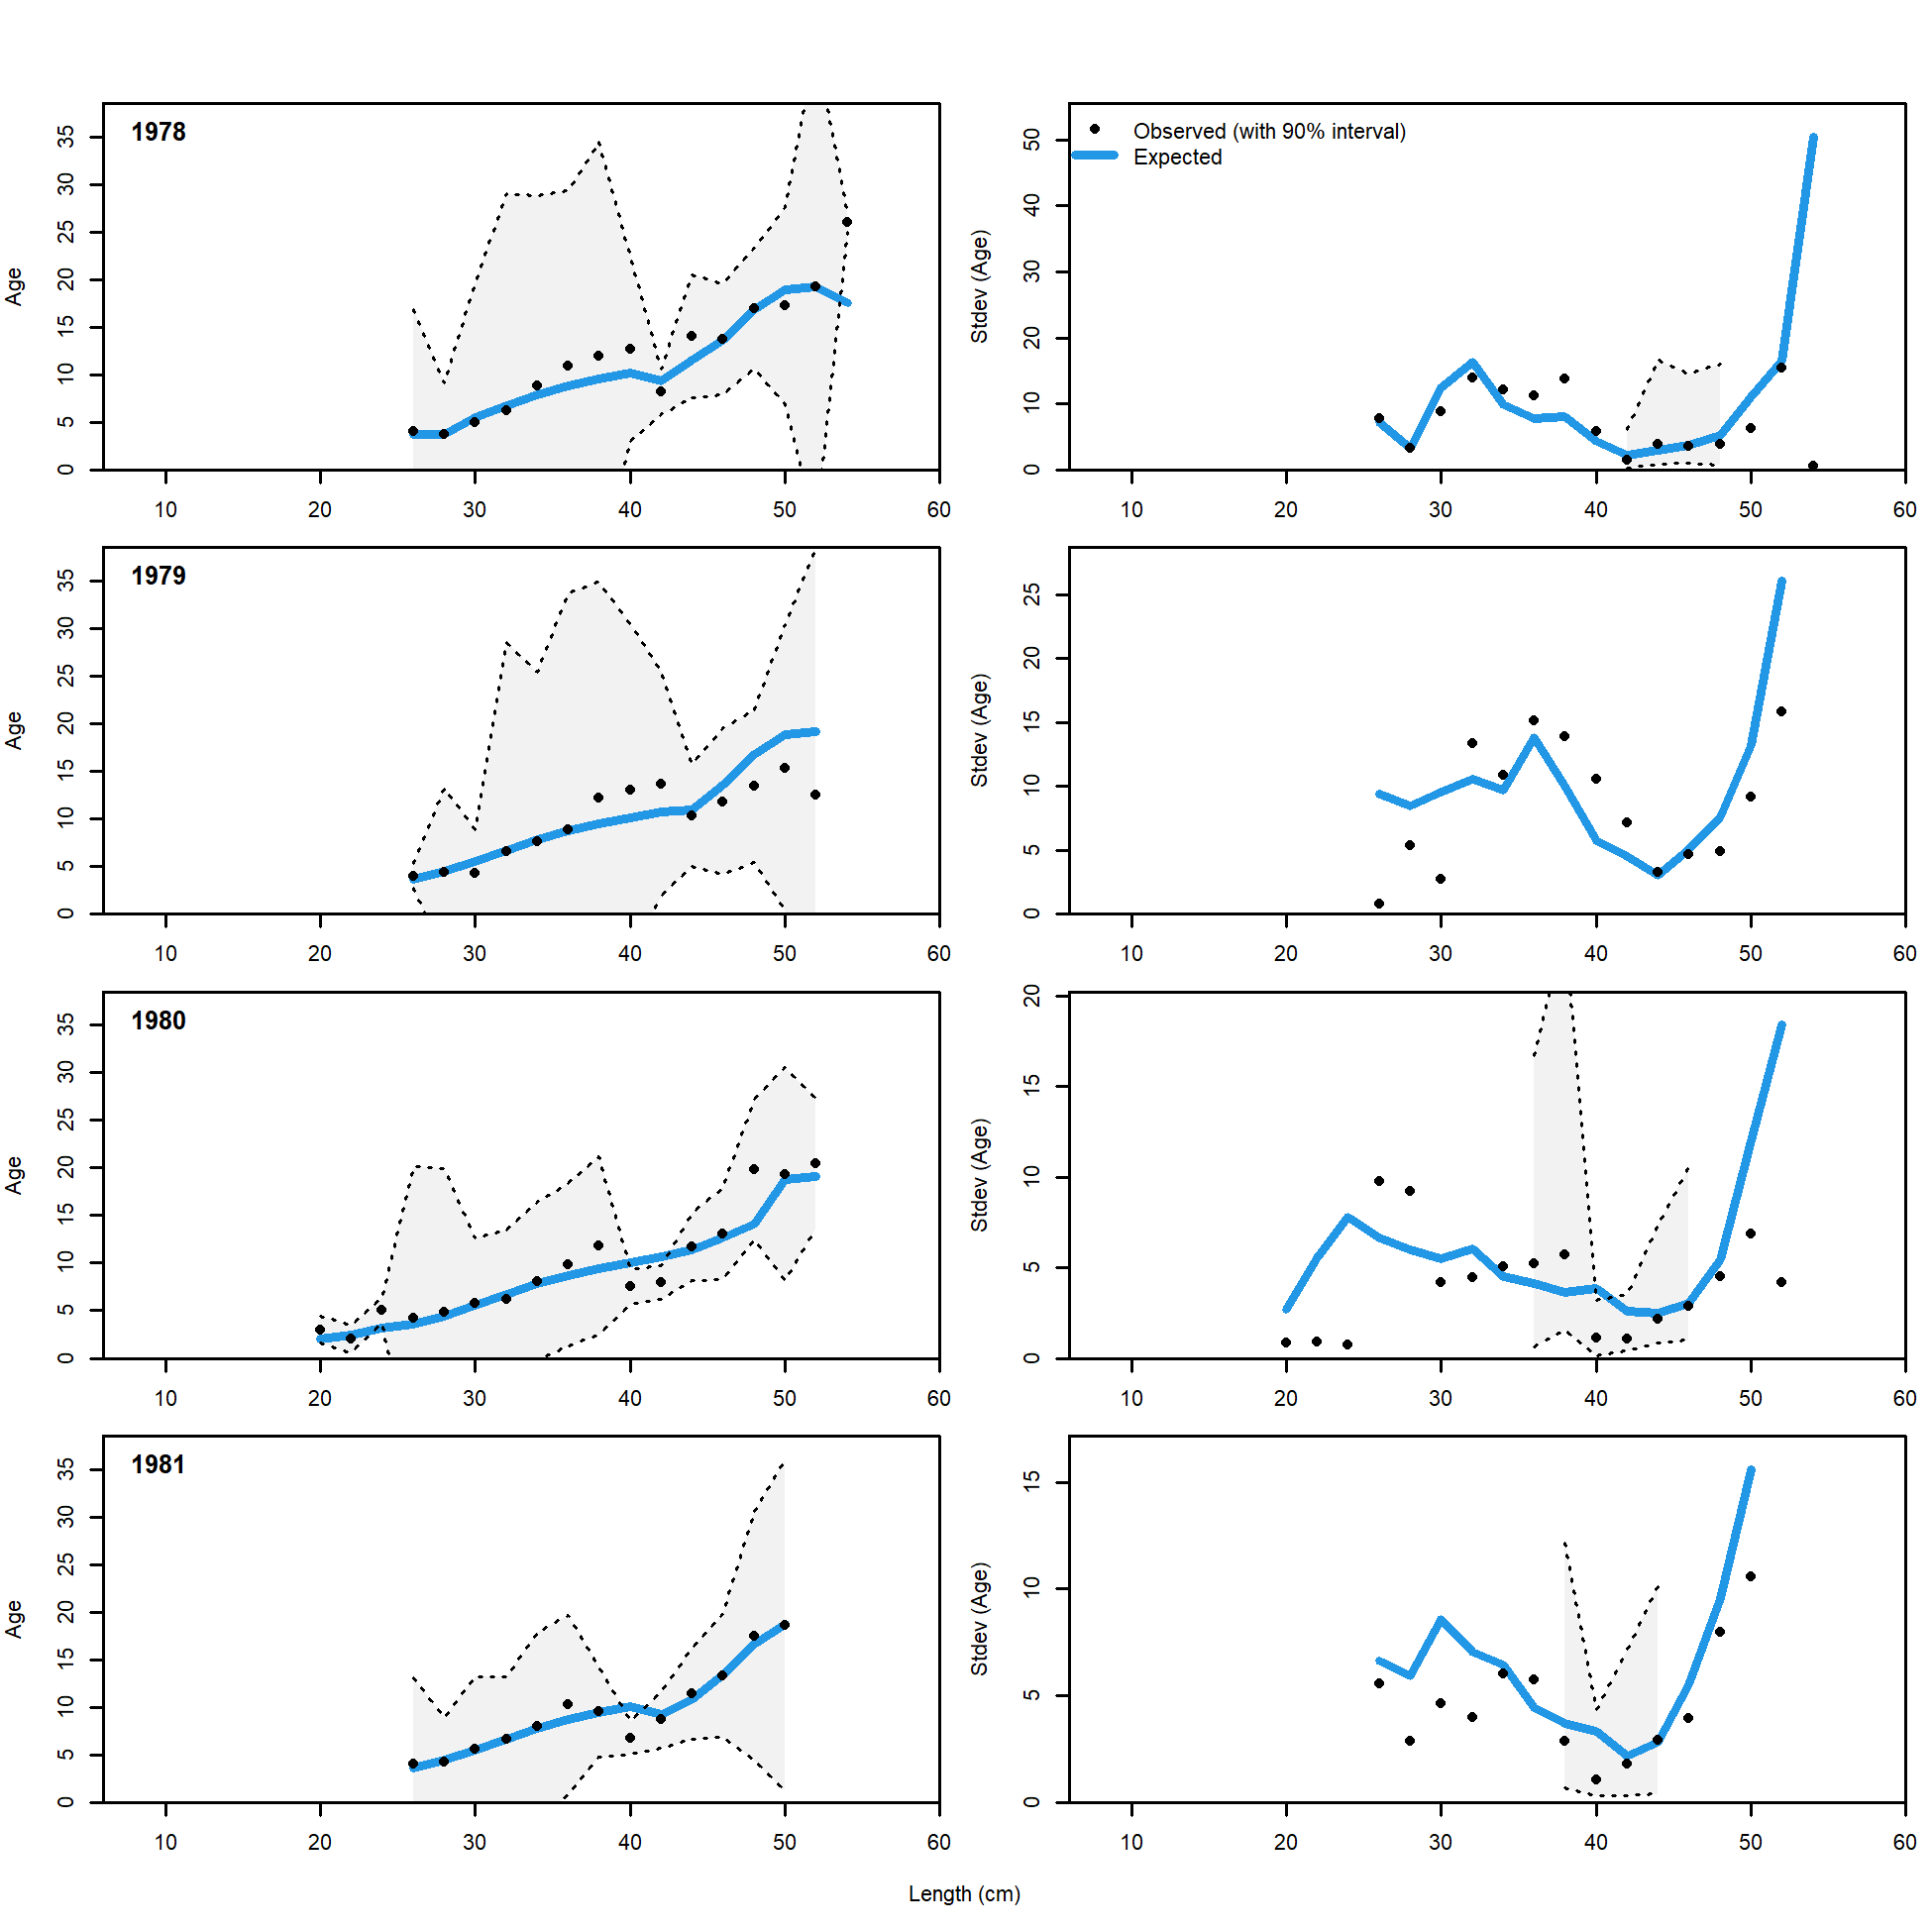 1978
Age
0 5 10 15 20 25 30 35
10 20 30 40 50 60
Observed (with 90% interval)
Expected
Stdev (Age)
0 10 20 30 40 50
10 20 30 40 50 60
1979
Age
0 5 10 15 20 25 30 35
10 20 30 40 50 60
Stdev (Age)
0 5 10 15 20 25
10 20 30 40 50 60
1980
Age
0 5 10 15 20 25 30 35
10 20 30 40 50 60
Stdev (Age)
0 5 10 15 20
10 20 30 40 50 60
1981
Age
0 5 10 15 20 25 30 35
10 20 30 40 50 60
Stdev (Age)
0 5 10 15
10 20 30 40 50 60
Length (cm)